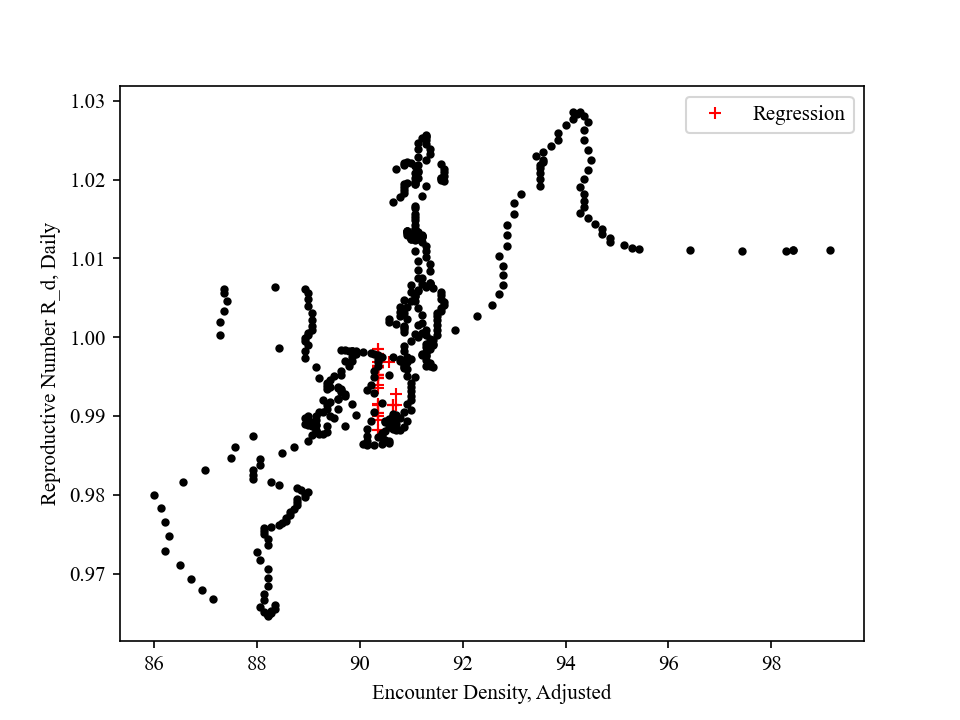 Regression
1.03
1.02
1.01
1.00
0.99
0.98
0.97
Reproductive Number R_d, Daily
86 88 90 92 94 96 98
Encounter Density, Adjusted